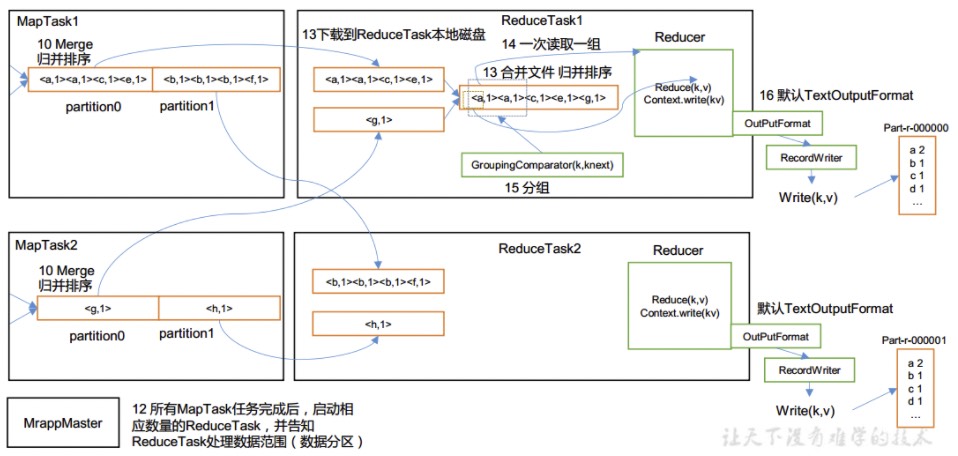 MapTask1
10 Merge
归并排序
<a,1><a,1><c,1><e,1>
<b,1><b,1><b,1><f,1>
partition0
partition1
ReduceTask1
13下载到ReduceTask本地磁盘
<a,1><a,1><c,1><e,1>
<g,1>
14 一次读取一组
13 合并文件 归并排序
<a,1><a,1><c,1><e,1><g,1>
GroupingComparator(k,knext)
15 分组
Reducer
Reduce(k,v)
Context.write(kv)
16 默认TextOutputFormat
OutPutFormat
RecordWriter
Write(k,v)
Part-r-000000
a 2
b 1
c 1
d 1
...
MapTask2
10 Merge
归并排序
<g,1>
<h,1>
partition0
partition1
ReduceTask2
<b,1><b,1><b,1><f,1>
<h,1>
Reducer
Reduce(k,v)
Context.write(kv)
默认TextOutputFormat
OutPutFormat
RecordWriter
Write(k,v)
Part-r-000001
a 2
b 1
c 1
d 1
...
MrappMaster
12 所有MapTask任务完成后，启动相
应数量的ReduceTask，并告知
ReduceTask处理数据范围（数据分区）
让天下没有难学的技术